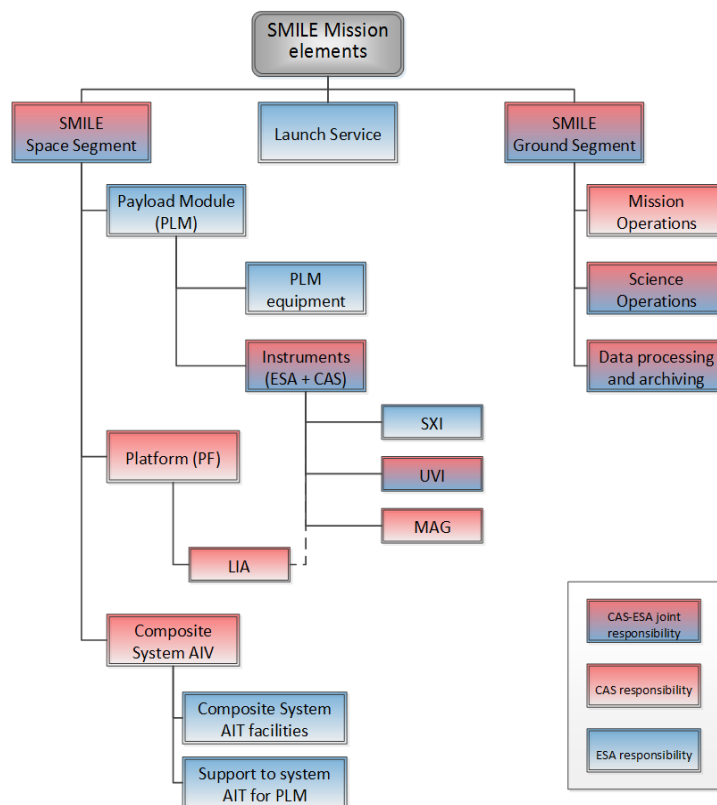 SMILE Mission
elements
SMILE
Space Segment
Launch Service
SMILE
Ground Segment
Payload Module
(PLM)
Mission
Operations
PLM
equipment
Science
Operations
Instruments
(ESA + CAS)
Data processing
and archiving
SXI
Platform (PF)
UVI
MAG
LIA
Composite
System AIV
CAS-ESA joint
responsibility
CAS responsibility
Composite System
AIT facilities
ESA responsibility
Support to system
AIT for PLM